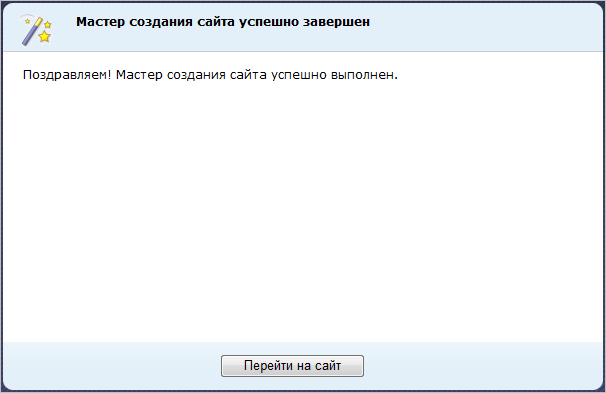 Мастер создания сайта успешно завершен
Поздравляем! Мастер создания сайта успешно выполнен.
Перейти на сайт